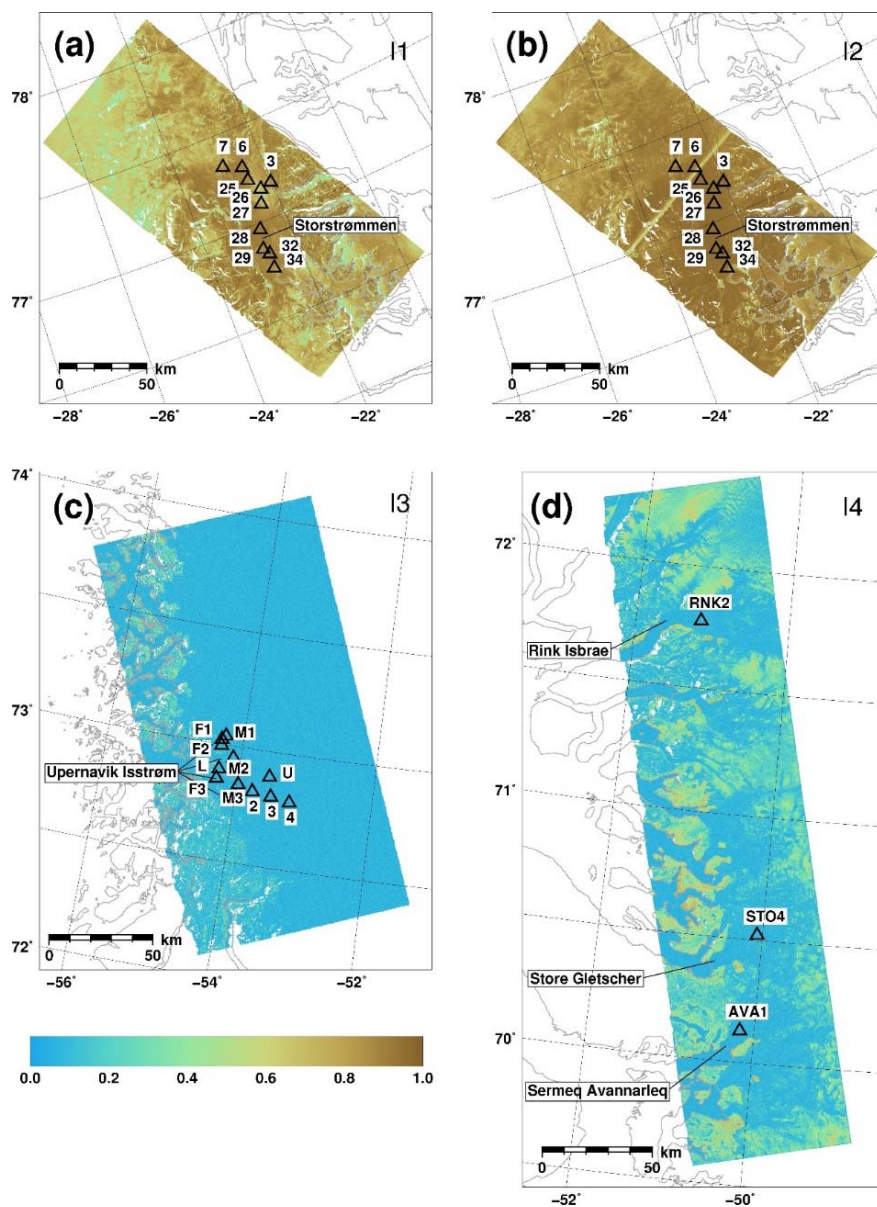 (a)
I1
78°
7
6
3
25
26
27
Storstrømmen
28
32
29
34
77°
km
0
50
−28
−26
−24
−22
(b)
I2
7
6
3
25
26
27
Storstrømmen
28
32
29
34
km
0
50
−28
−26
−24
−22
74°
(c)
I3
73°
F1
M1
F2
Upernavik Isstrøm
L
M2
U
F3
M3
2
3
4
72°
km
0
50
−56
−54
−52
0.0
0.2
0.4
0.6
0.8
1.0
(d)
I4
72°
RNK2
Rink Isbrae
71°
STO4
Store Gletscher
AVA1
70°
Sermeq Avannarleq
km
0
50
−52
−50